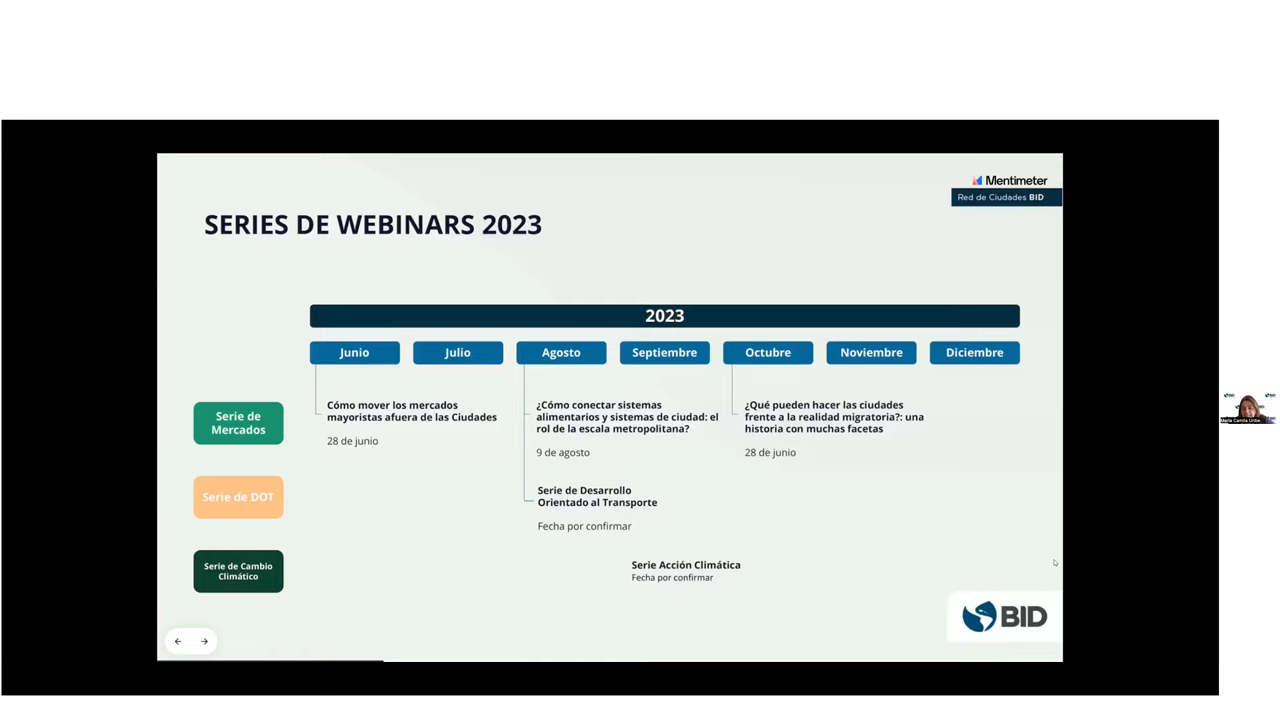 Mentimeter
Red de Ciudades BID
SERIES DE WEBINARS 2023
2023
Junio
Julio
Agosto
Septiembre
Octubre
Noviembre
Diciembre
Serie de
Mercados
Cómo mover los mercados
mayoristas afuera de las Ciudades
28 de junio
¿Cómo conectar sistemas
alimentarios y sistemas de ciudad: el
rol de la escala metropolitana?
9 de agosto
¿Qué pueden hacer las ciudades
frente a la realidad migratoria?: una
historia con muchas facetas
28 de junio
Serie de DOT
Serie de Desarrollo
Orientado al Transporte
Fecha por confirmar
Serie de Cambio
Climático
Serie Acción Climática
Fecha por confirmar
BID
Maria Camila Uribe